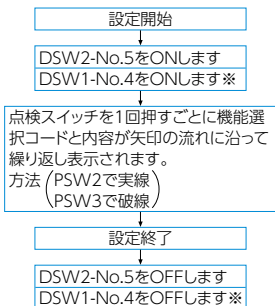 設定開始
DSW2-No.5をONします
DSW1-No.4をONします※
点検スイッチを1回押すごとに機能選
択コードと内容が矢印の流れに沿って
繰り返し表示されます。
方法(PSW2で実線
PSW3で破線)
設定終了
DSW2-No.5をOFFします
DSW1-No.4をOFFします※